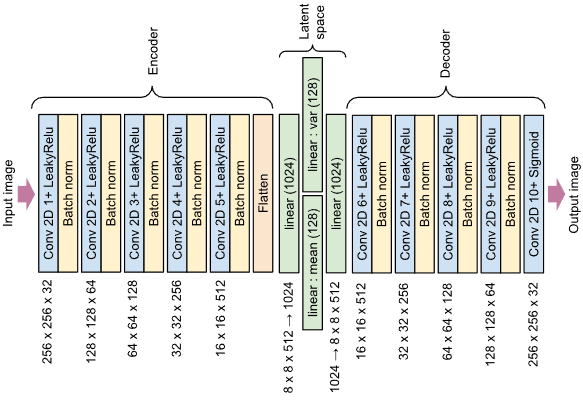 Input image
Encoder
Conv 2D 1+ LeakyRelu
Batch norm
Conv 2D 2+ LeakyRelu
Batch norm
Conv 2D 3+ LeakyRelu
Batch norm
Conv 2D 4+ LeakyRelu
Batch norm
Conv 2D 5+ LeakyRelu
Batch norm
Flatten
256 x 256 x 32
128 x 128 x 64
64 x 64 x 128
32 x 32 x 256
16 x 16 x 512
Latent
space
linear (1024)
linear : mean (128)
linear : var (128)
linear (1024)
8 x 8 x 512 → 1024
1024 → 8 x 8 x 512
Decoder
Conv 2D 6+ LeakyRelu
Batch norm
Conv 2D 7+ LeakyRelu
Batch norm
Conv 2D 8+ LeakyRelu
Batch norm
Conv 2D 9+ LeakyRelu
Batch norm
Conv 2D 10+ Sigmoid
16 x 16 x 512
32 x 32 x 256
64 x 64 x 128
128 x 128 x 64
256 x 256 x 32
Output image